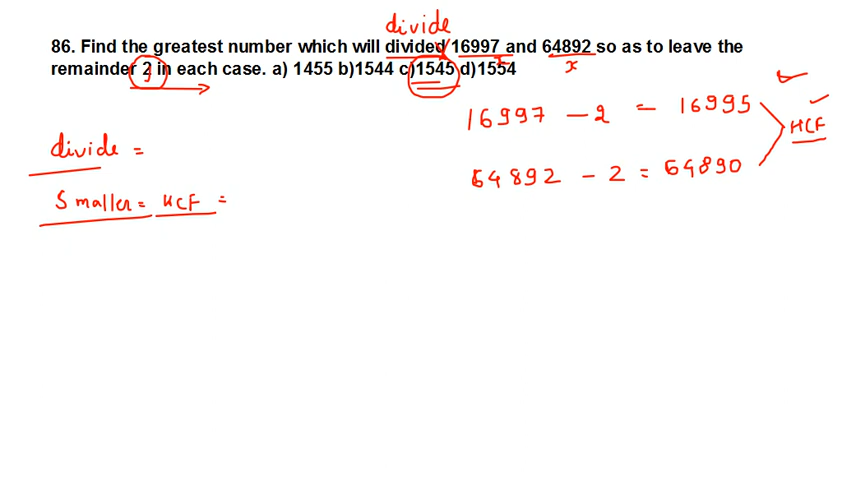 divide
86. Find the greatest number which will divided 16997 and 64892 so as to leave the
remainder 2 in each case. a) 1455 b)1544 c)1545 d)1554
x
x
16997 - 2 = 16995
HCF
divide =
64892 - 2 = 64890
Smaller = HCF =